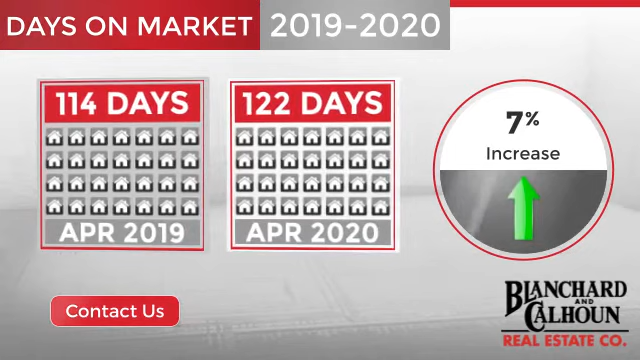 DAYS ON MARKET 2019-2020
114 DAYS
APR 2019
122 DAYS
APR 2020
7%
Increase
Contact Us
BLANCHARD
AND
CALHOUN
REAL ESTATE CO.